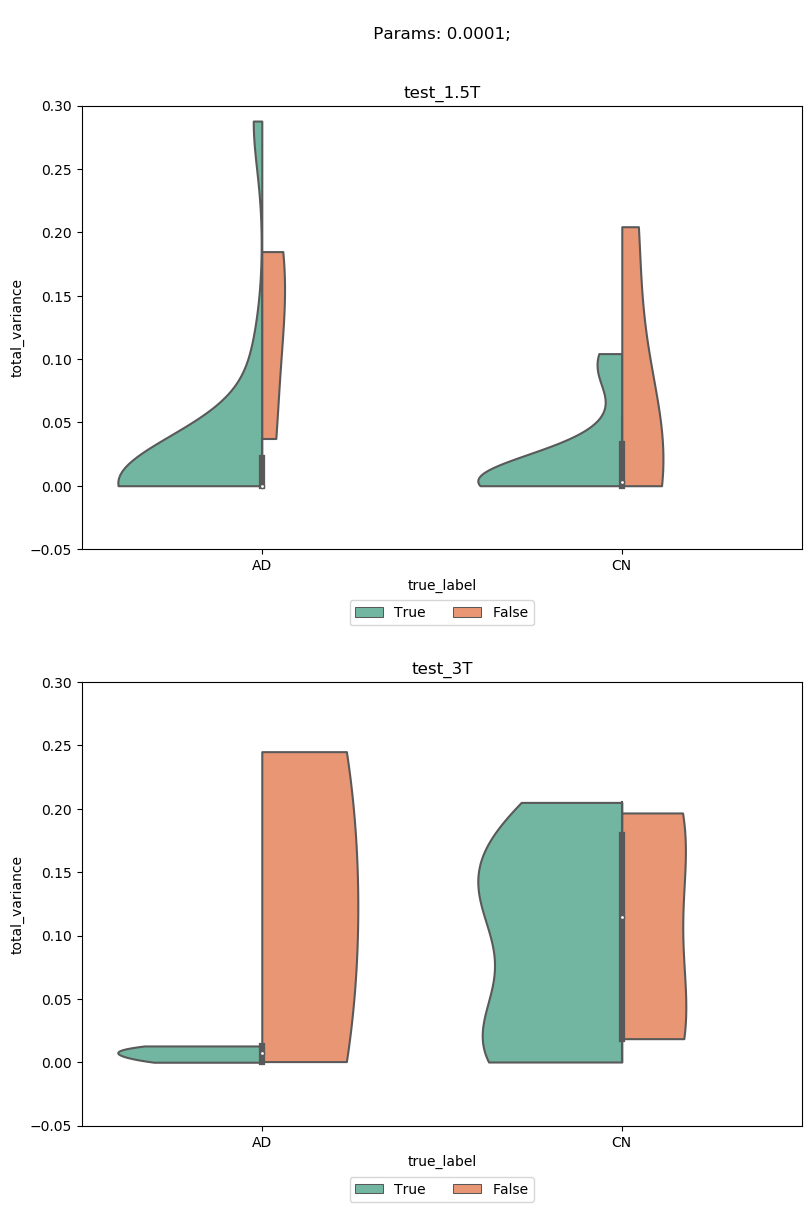 Params: 0.0001;
test_1.5T
0.30
0.25
0.20
0.15
0.10
0.05
0.00
−0.05
total_variance
AD CN
true_label
True False
test_3T
0.30
0.25
0.20
0.15
0.10
0.05
0.00
−0.05
total_variance
AD CN
true_label
True False